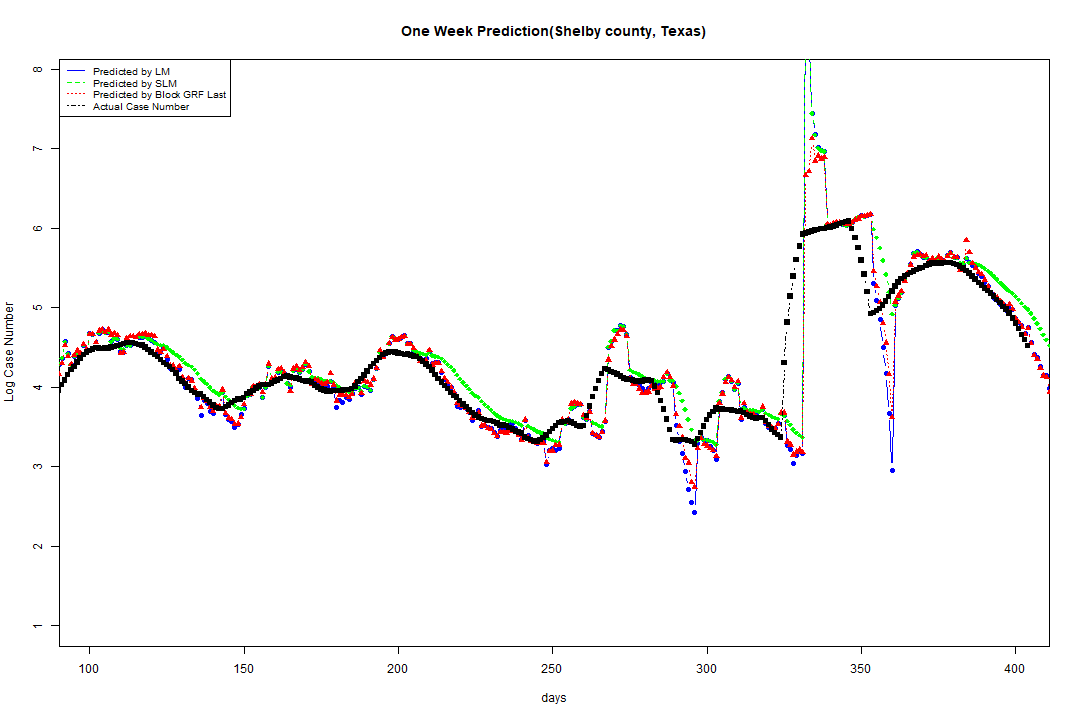 One Week Prediction(Shelby county, Texas)
Predicted by LM
Predicted by SLM
Predicted by Block GRF Last
Actual Case Number
8
7
6
5
4
3
2
1
Log Case Number
100 150 200 250 300 350 400
days